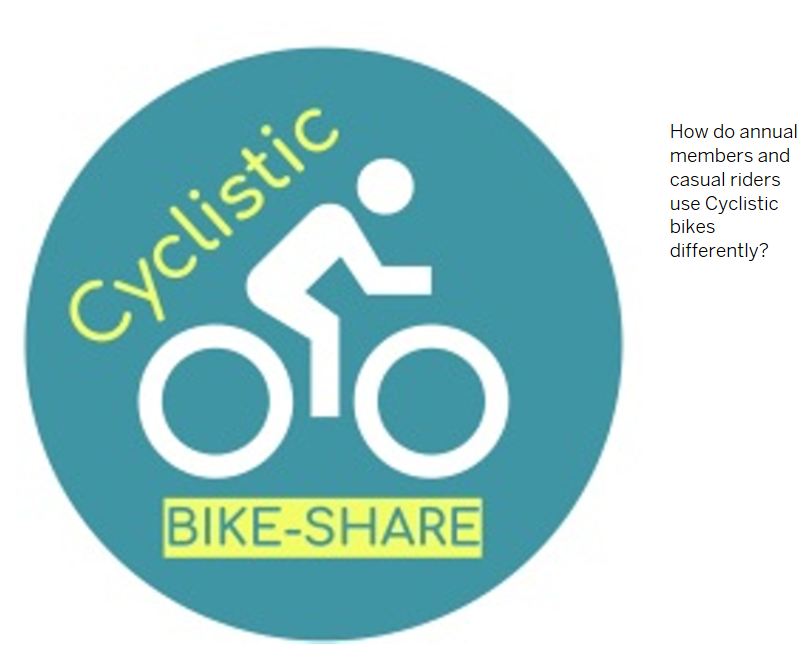 Cyclistic
BIKE-SHARE
How do annual
members and
casual riders
use Cyclistic
bikes
differently?